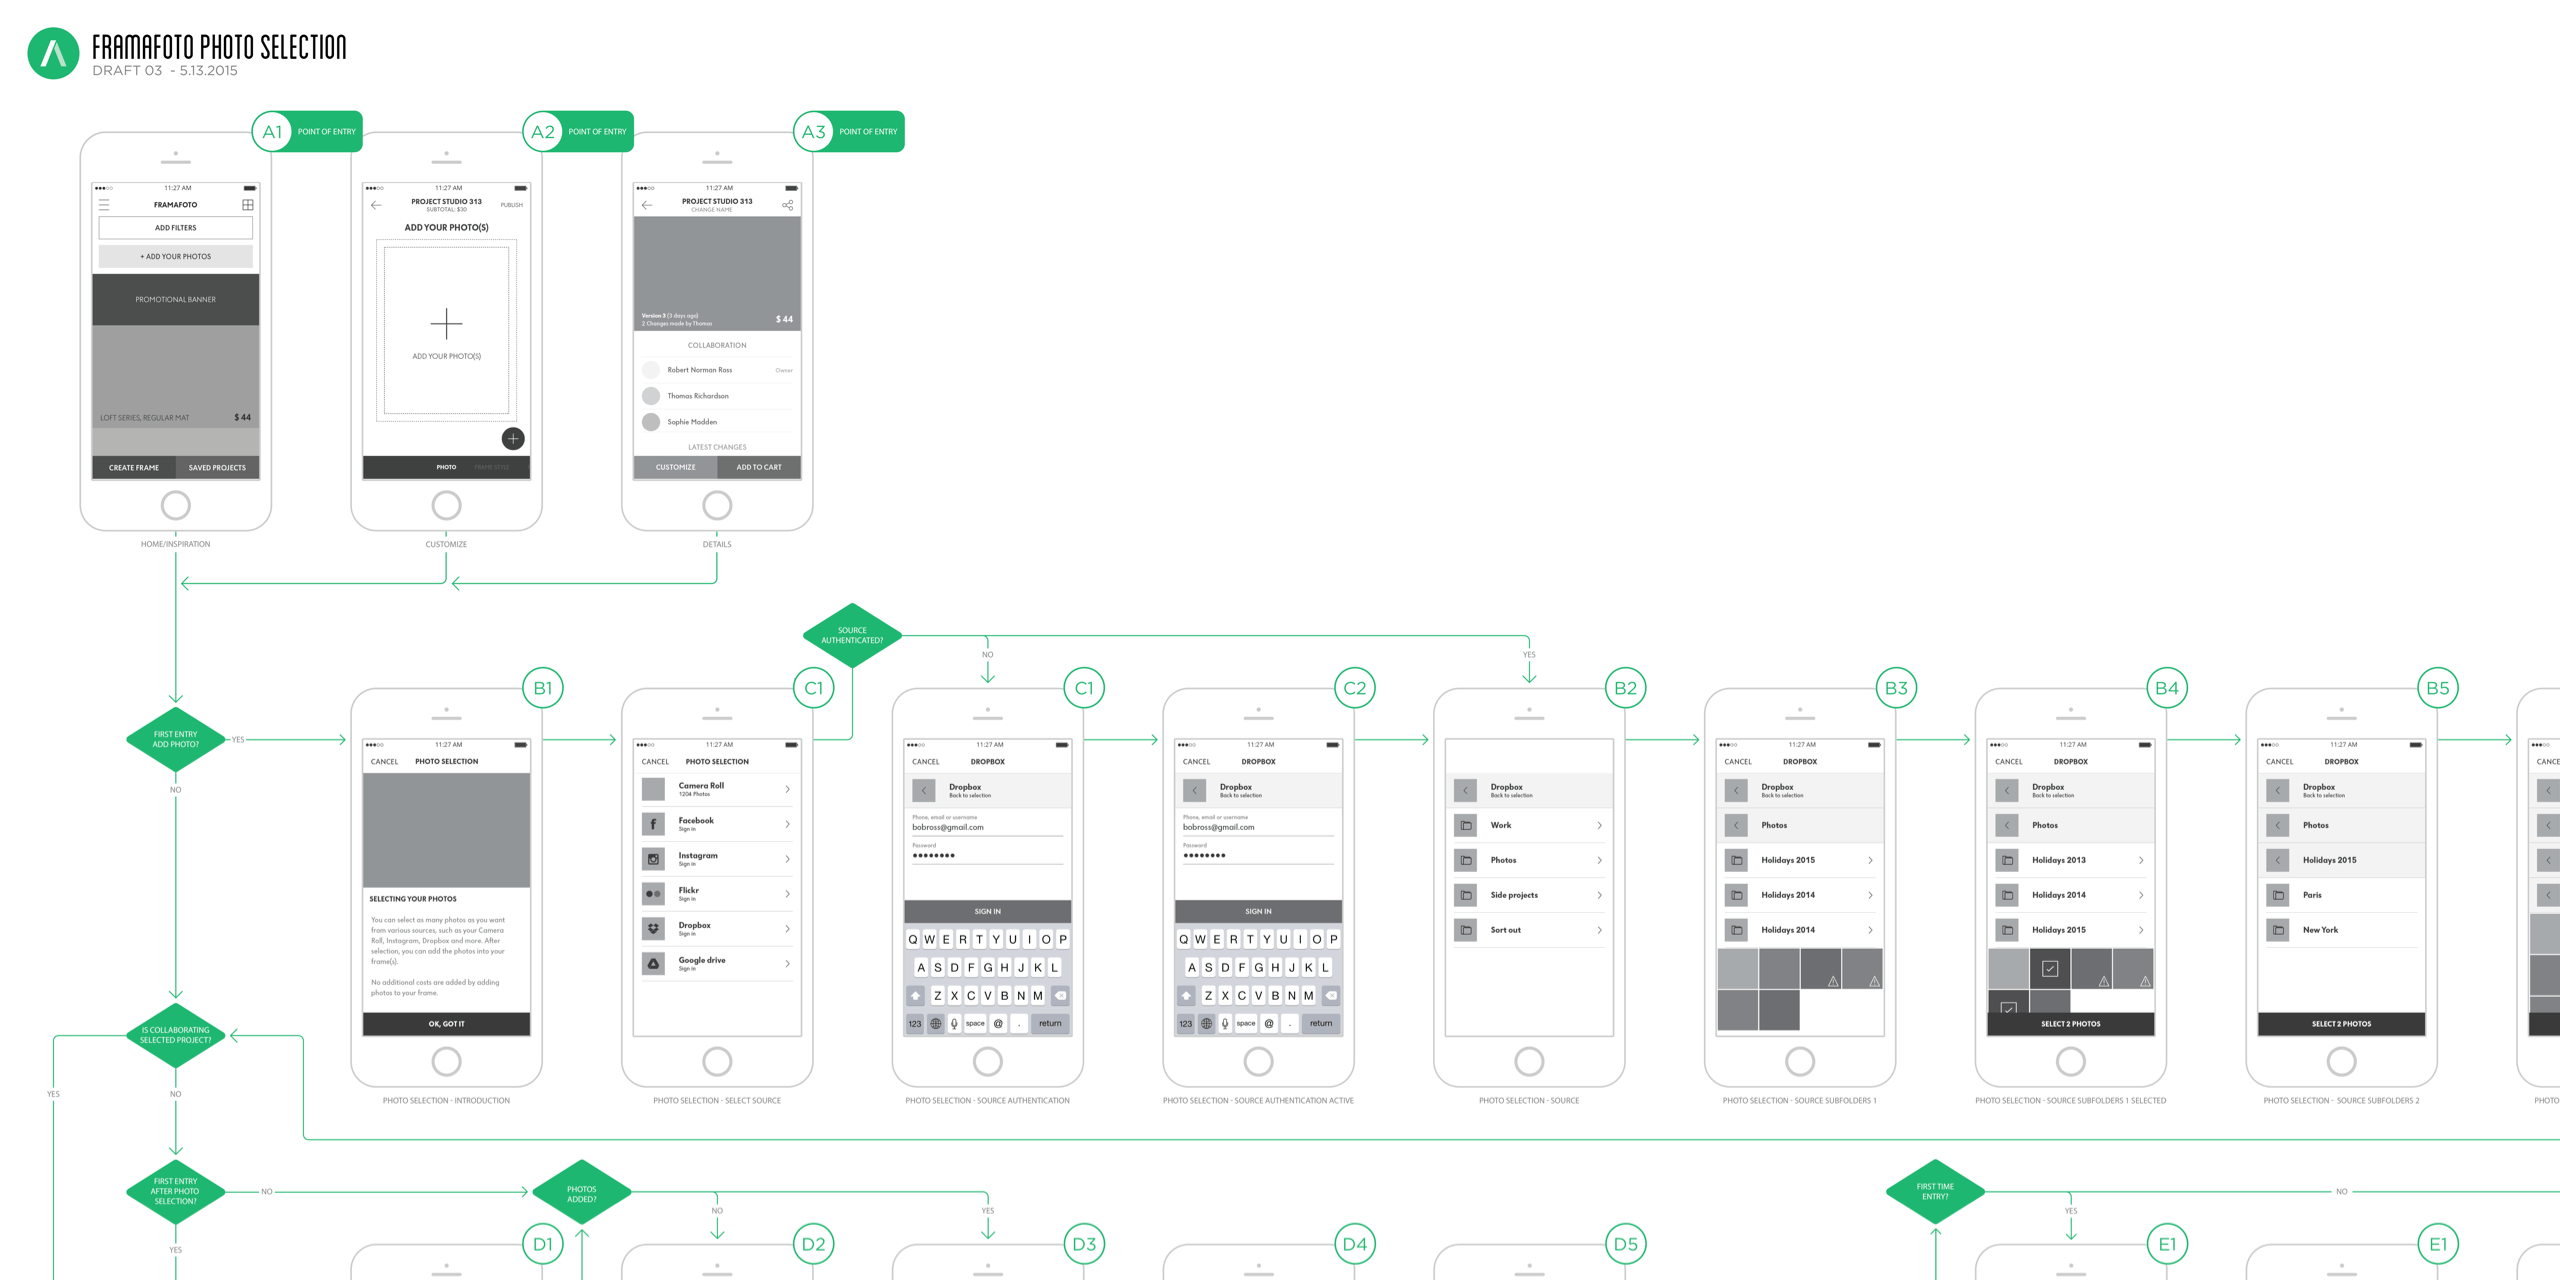 FRAMAFOTO PHOTO SELECTION
DRAFT 03 - 5.13.2015
A1 POINT OF ENTRY
A2 POINT OF ENTRY
A3 POINT OF ENTRY
11:27 AM
FRAMAFOTO
ADD FILTERS
+ ADD YOUR PHOTOS
PROMOTIONAL BANNER
LOFT SERIES, REGULAR MAT $ 44
CREATE FRAME SAVED PROJECTS
HOME/INSPIRATION
11:27 AM
PROJECT STUDIO 313
SUBTOTAL: $30
PUBLISH
ADD YOUR PHOTO(S)
ADD YOUR PHOTO(S)
PHOTO FRAME STYLE
CUSTOMIZE
11:27 AM
PROJECT STUDIO 313
CHANGE NAME
Version 3 (3 days ago)
2 Changes made by Thomas
$ 44
COLLABORATION
Robert Norman Ross Owner
Thomas Richardson
Sophie Madden
LATEST CHANGES
CUSTOMIZE ADD TO CART
DETAILS
SOURCE
AUTHENTICATED?
NO
YES
FIRST ENTRY
ADD PHOTO?
YES
NO
B1
11:27 AM
CANCEL PHOTO SELECTION
SELECTING YOUR PHOTOS
You can select as many photos as you want
from various sources, such as your Camera
Roll, Instagram, Dropbox and more. After
selection, you can add the photos into your
frame(s).
No additional costs are added by adding
photos to your frame.
OK, GOT IT
PHOTO SELECTION - INTRODUCTION
C1
11:27 AM
CANCEL PHOTO SELECTION
Camera Roll
1204 Photos
Facebook
Sign in
Instagram
Sign in
Flickr
Sign in
Dropbox
Sign in
Google drive
Sign in
PHOTO SELECTION - SELECT SOURCE
C1
11:27 AM
CANCEL DROPBOX
Dropbox
Back to selection
Phone, email or username
bobross@gmail.com
Password
SIGN IN
Q W E R T Y U I O P
A S D F G H J K L
Z X C V B N M
123 space @ . return
PHOTO SELECTION - SOURCE AUTHENTICATION
C2
11:27 AM
CANCEL DROPBOX
Dropbox
Back to selection
Phone, email or username
bobross@gmail.com
Password
SIGN IN
Q W E R T Y U I O P
A S D F G H J K L
Z X C V B N M
123 space @ . return
PHOTO SELECTION - SOURCE AUTHENTICATION ACTIVE
B2
Dropbox
Back to selection
Work
Photos
Side projects
Sort out
PHOTO SELECTION - SOURCE
B3
11:27 AM
CANCEL DROPBOX
Dropbox
Back to selection
Photos
Holidays 2015
Holidays 2014
Holidays 2014
PHOTO SELECTION - SOURCE SUBFOLDERS 1
B4
11:27 AM
CANCEL DROPBOX
Dropbox
Back to selection
Photos
Holidays 2013
Holidays 2014
Holidays 2015
SELECT 2 PHOTOS
PHOTO SELECTION - SOURCE SUBFOLDERS 1 SELECTED
B5
11:27 AM
CANCEL DROPBOX
Dropbox
Back to selection
Photos
Holidays 2015
Paris
New York
SELECT 2 PHOTOS
PHOTO SELECTION - SOURCE SUBFOLDERS 2
CANCE
PHOTO
IS COLLABORATING
SELECTED PROJECT?
YES
NO
FIRST ENTRY
AFTER PHOTO
SELECTION?
NO
YES
PHOTOS
ADDED?
NO
YES
FIRST TIME
ENTRY?
YES
NO
D1
D2
D3
D4
D5
E1
E1